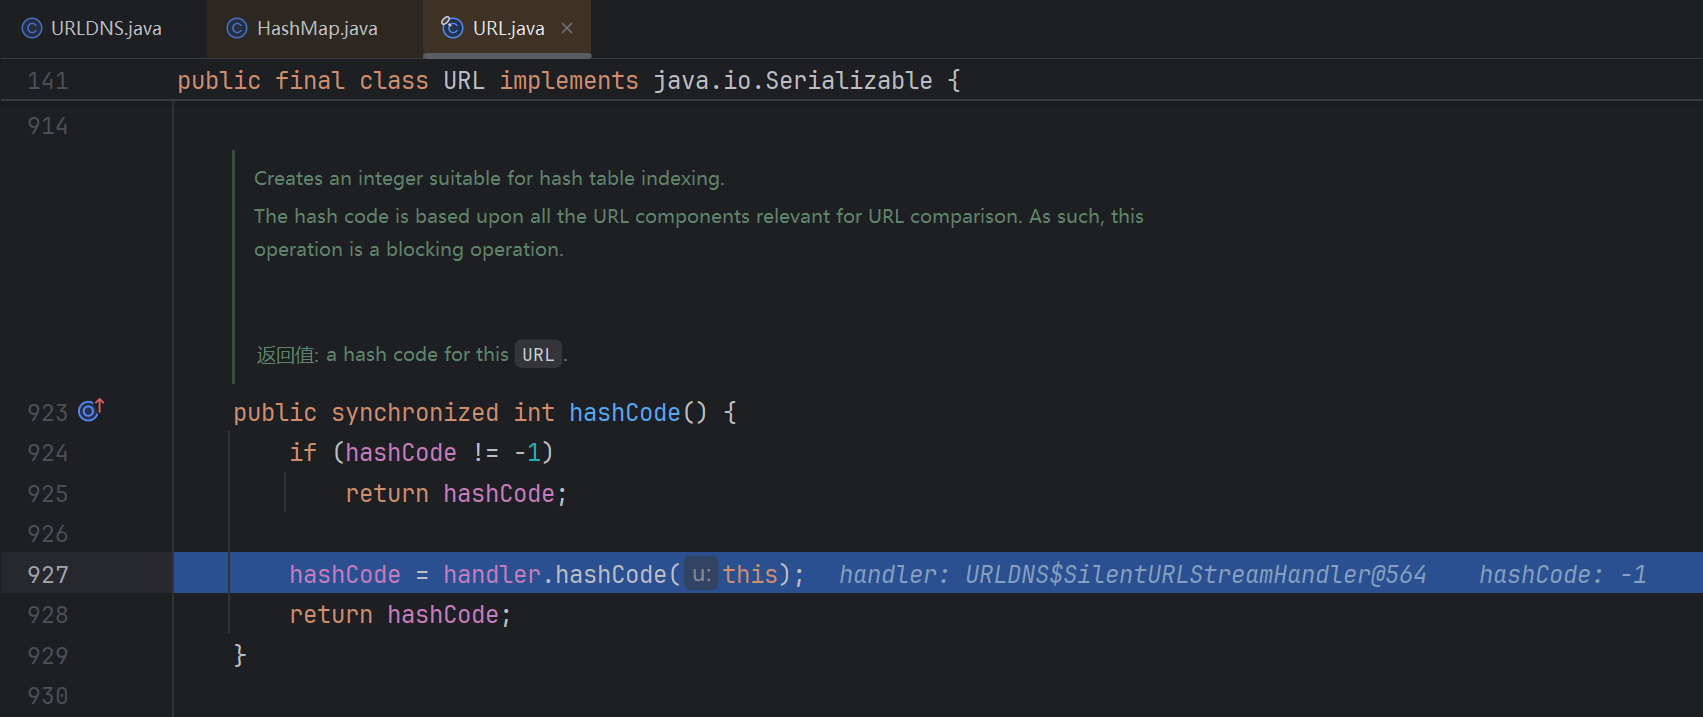 URLDNS.java HashMap.java URL.java
141 public final class URL implements java.io.Serializable {
914
Creates an integer suitable for hash table indexing.
The hash code is based upon all the URL components relevant for URL comparison. As such, this
operation is a blocking operation.
返回值: a hash code for this URL.
923 public synchronized int hashCode() {
924 if (hashCode != -1)
925 return hashCode;
926
927 hashCode = handler.hashCode( u: this); handler: URLDNS$SilentURLStreamHandler@564 hashCode: -1
928 return hashCode;
929 }
930